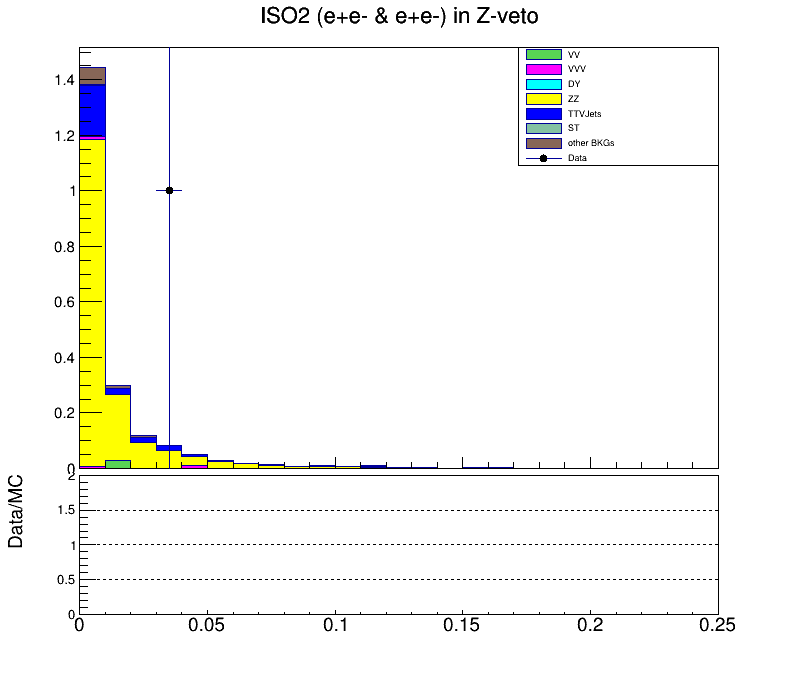 ISO2 (e+e- & e+e-) in Z-veto
VV
VVV
DY
ZZ
TTVJets
ST
other BKGs
Data
1.4
1.2
1
0.8
0.6
0.4
0.2
0
Data/MC
2
1.5
1
0.5
0
0 0.05 0.1 0.15 0.2 0.25